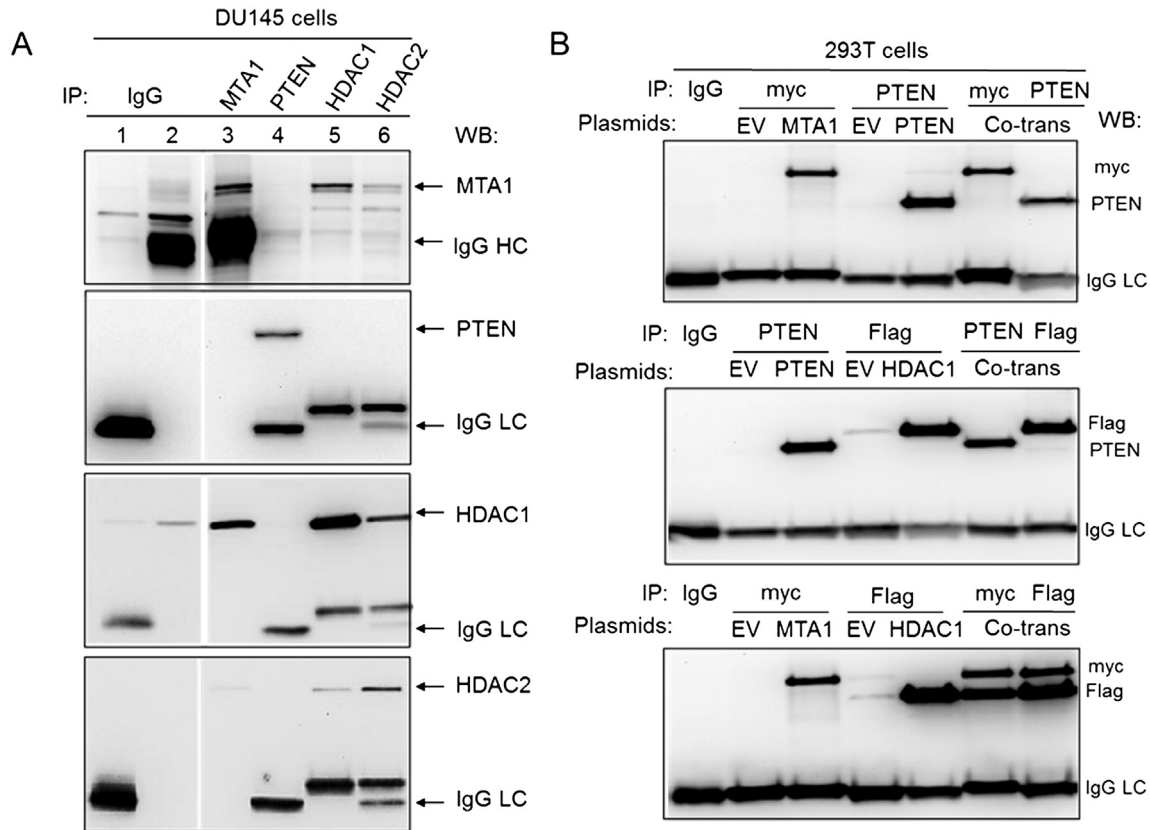 A
DU145 cells
IP: IgG MTA1 PTEN HDAC1 HDAC2
1 2 3 4 5 6 WB:
MTA1
IgG HC
PTEN
IgG LC
HDAC1
IgG LC
HDAC2
IgG LC
B
293T cells
IP: IgG myc PTEN myc PTEN
Plasmids: EV MTA1 EV PTEN Co-trans WB:
myc
PTEN
IgG LC
IP: IgG PTEN Flag PTEN Flag
Plasmids: EV PTEN EV HDAC1 Co-trans
Flag
PTEN
IgG LC
IP: IgG myc Flag myc Flag
Plasmids: EV MTA1 EV HDAC1 Co-trans
myc
Flag
IgG LC